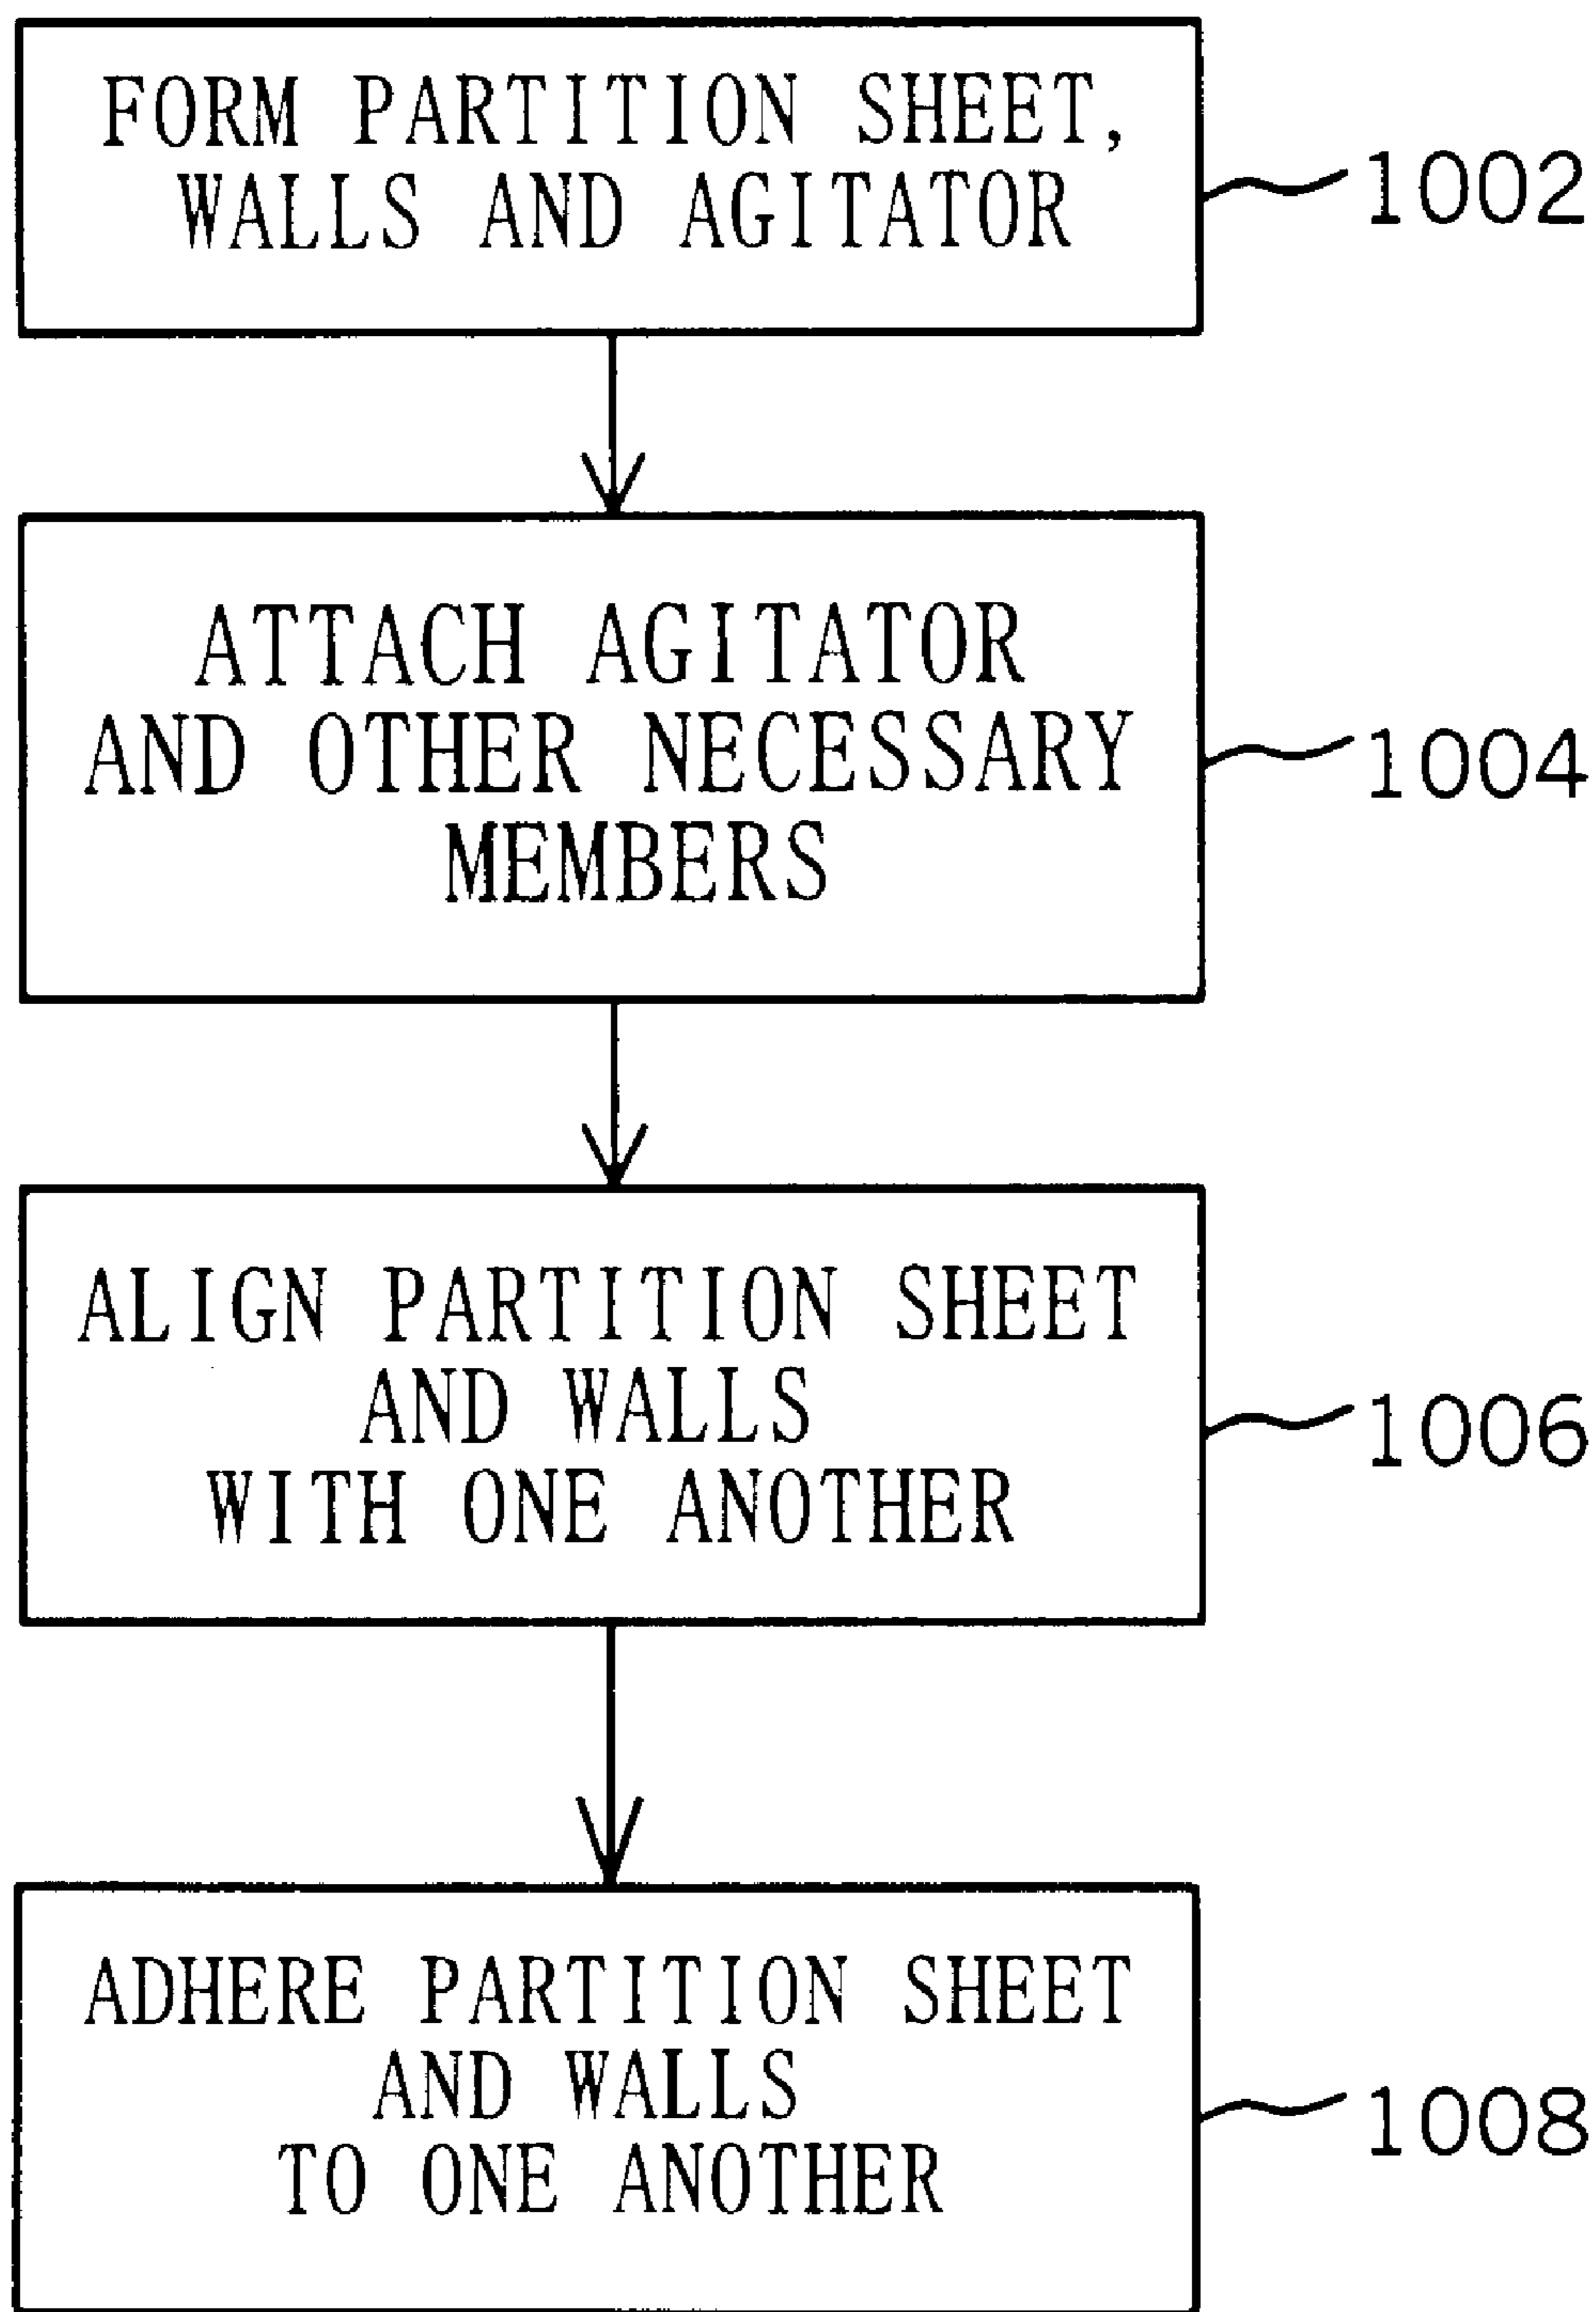 FORM PARTITION SHEET,
WALLS AND AGITATOR
1002
ATTACH AGITATOR
AND OTHER NECESSARY
MEMBERS
1004
ALIGN PARTITION SHEET
AND WALLS
WITH ONE ANOTHER
1006
ADHERE PARTITION SHEET
AND WALLS
TO ONE ANOTHER
1008